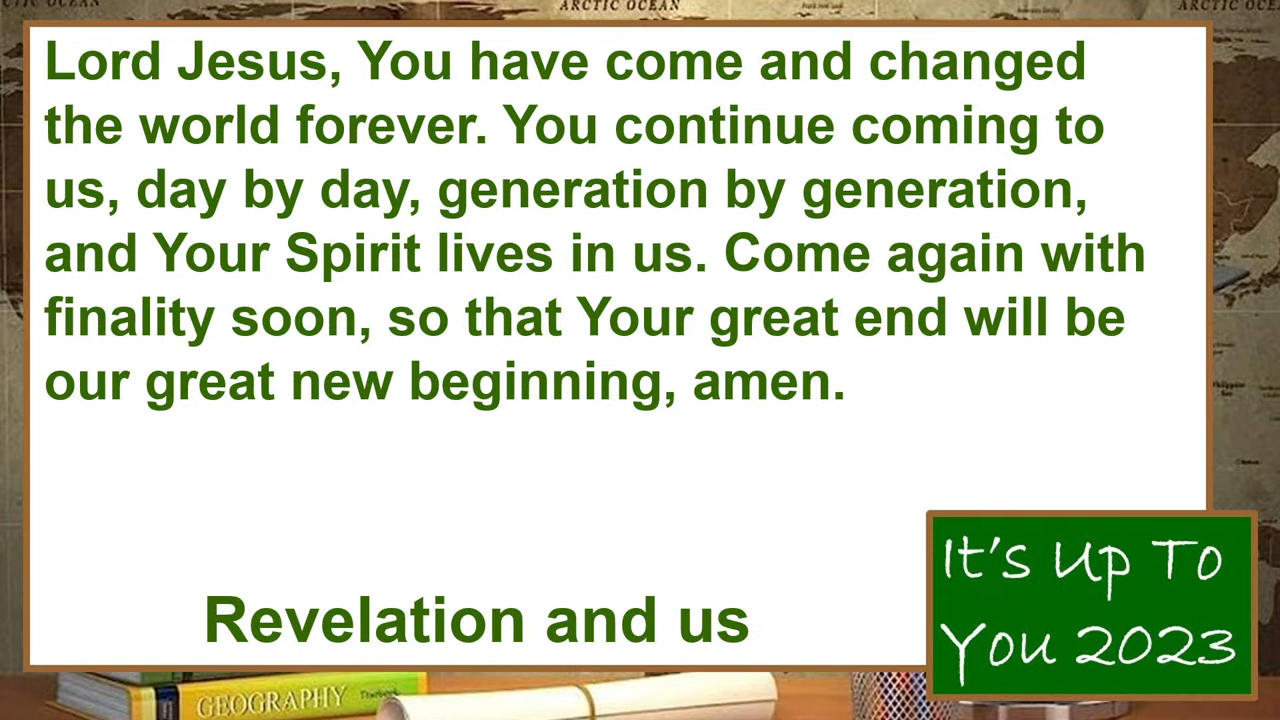 ARCTIC OCEAN
Lord Jesus, You have come and changed
the world forever. You continue coming to
us, day by day, generation by generation,
and Your Spirit lives in us. Come again with
finality soon, so that Your great end will be
our great new beginning, amen.
Revelation and us
It's Up To
You 2023
GEOGRAPHY